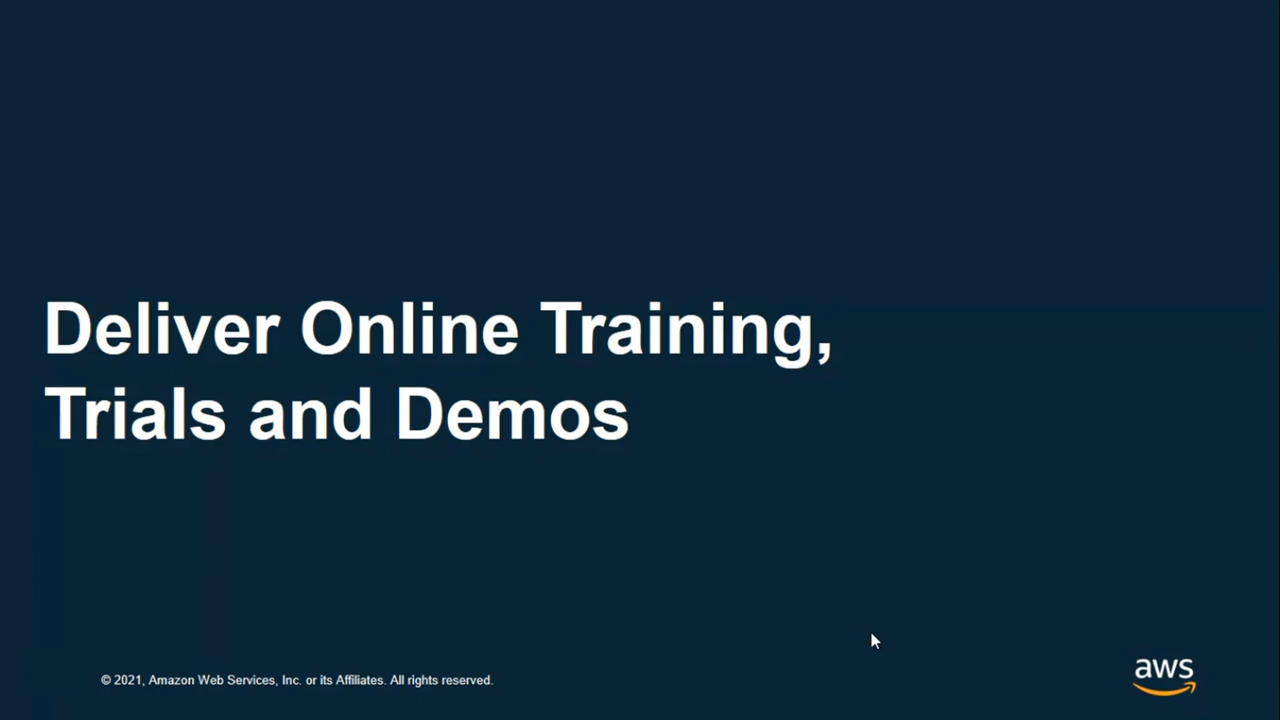 Deliver Online Training,
Trials and Demos
© 2021, Amazon Web Services, Inc. or its Affiliates. All rights reserved.
aws